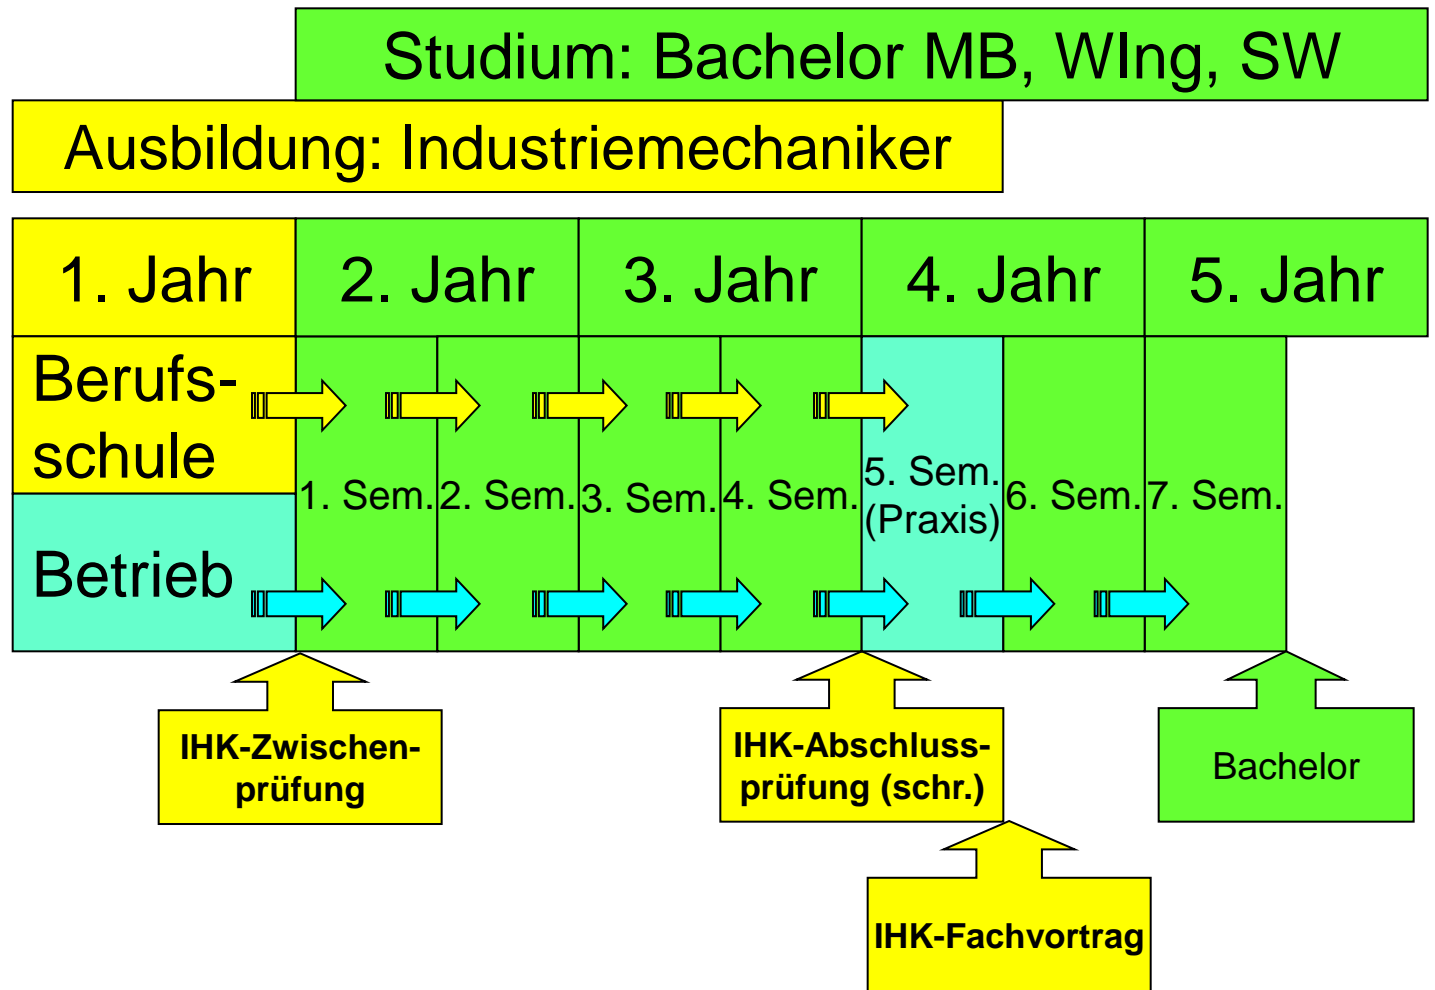 Studium: Bachelor MB, WIng, SW
Ausbildung: Industriemechaniker
1. Jahr
2. Jahr
3. Jahr
4. Jahr
5. Jahr
Berufs-
schule
Betrieb
1. Sem.
2. Sem.
3. Sem.
4. Sem.
5. Sem.
(Praxis)
6. Sem.
7. Sem.
IHK-Zwischen-
prüfung
IHK-Abschluss-
prüfung (schr.)
Bachelor
IHK-Fachvortrag